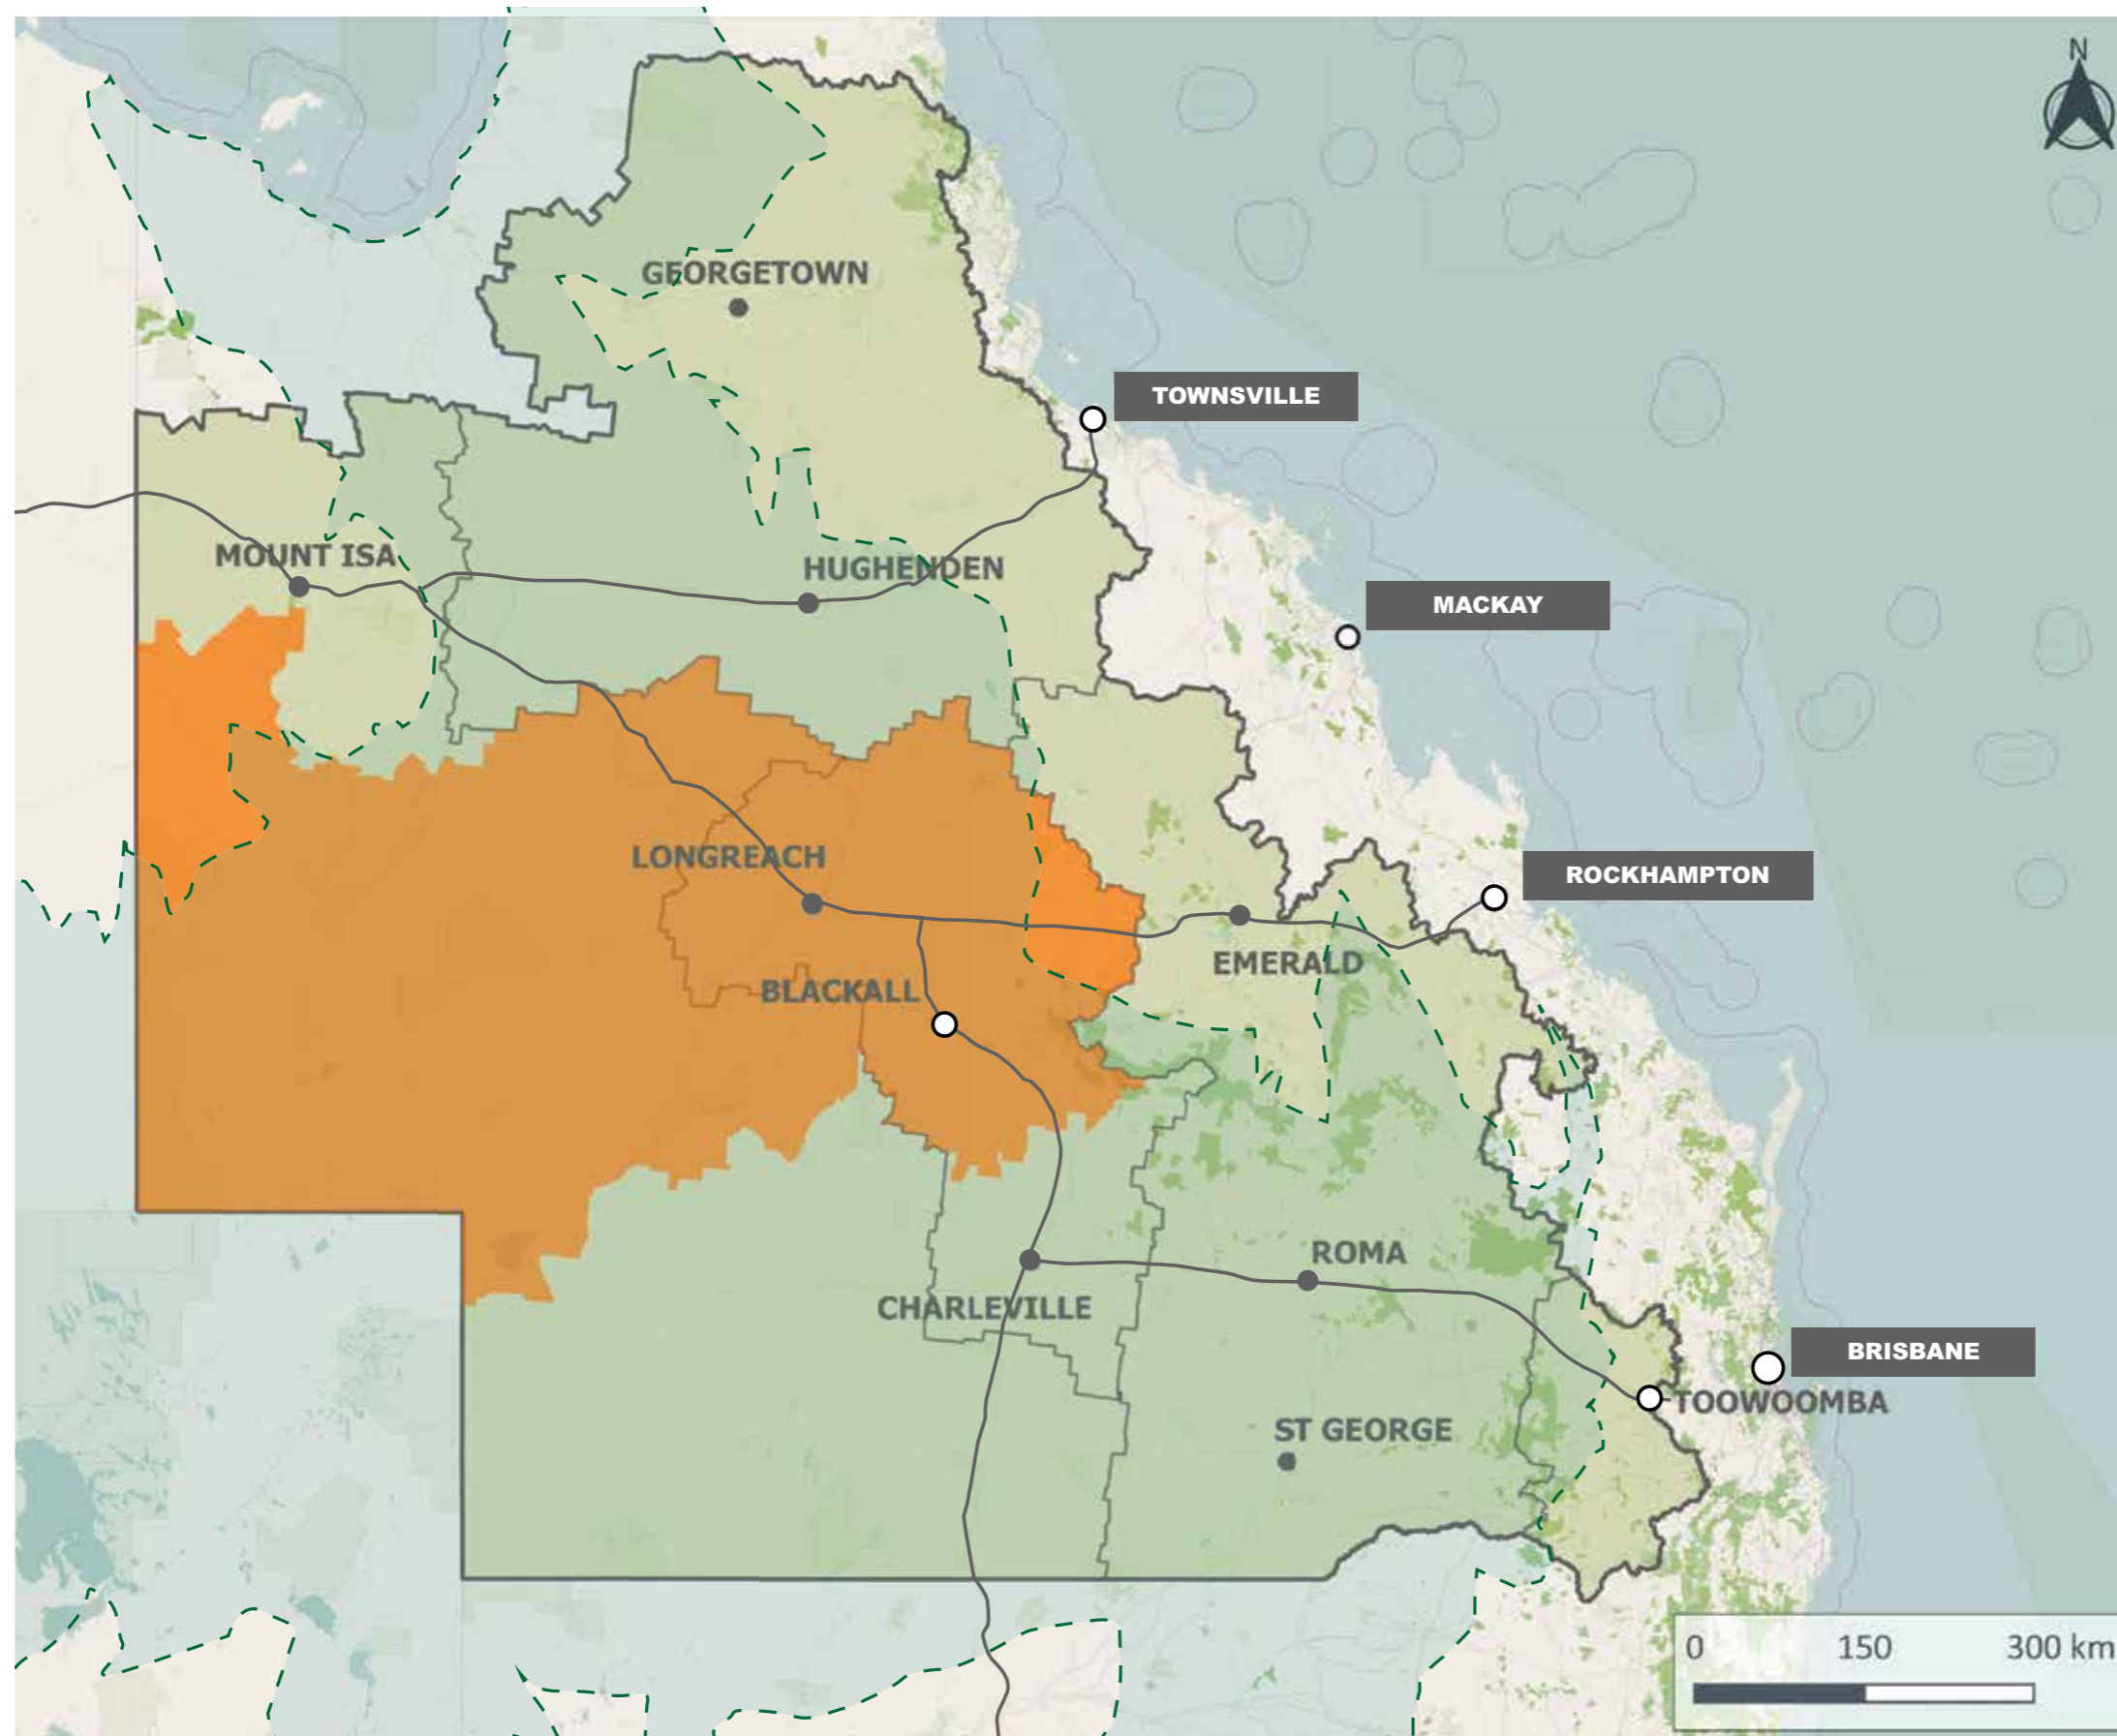 N
GEORGETOWN
TOWNSVILLE
MOUNT ISA
HUGHENDEN
MACKAY
LONGREACH
ROCKHAMPTON
BLACKALL
EMERALD
ROMA
CHARLEVILLE
BRISBANE
TOOWOOMBA
ST GEORGE
0 150 300 km